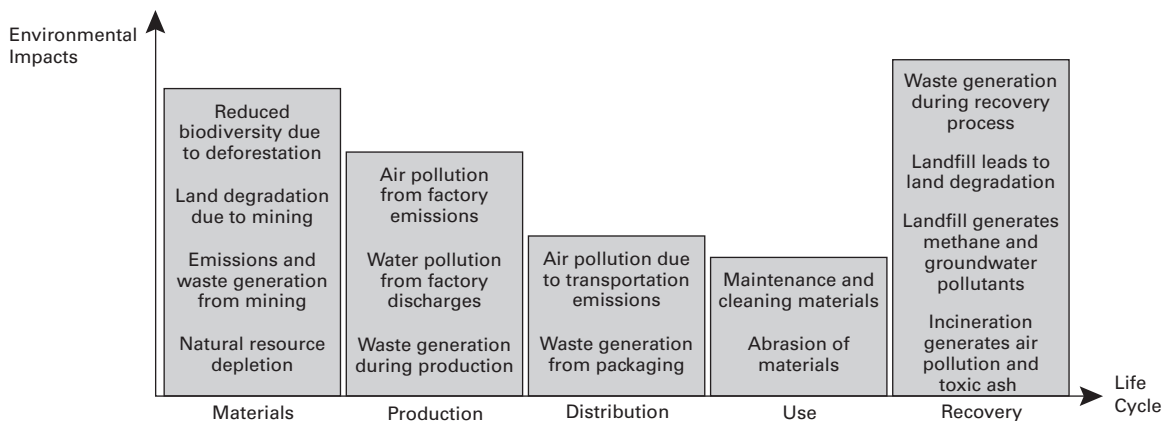 Environmental
Impacts
Reduced
biodiversity due
to deforestation
Land degradation
due to mining
Emissions and
waste generation
from mining
Natural resource
depletion
Air pollution
from factory
emissions
Water pollution
from factory
discharges
Waste generation
during production
Air pollution due
to transportation
emissions
Waste generation
from packaging
Maintenance and
cleaning materials
Abrasion of
materials
Waste generation
during recovery
process
Landfill leads to
land degradation
Landfill generates
methane and
groundwater
pollutants
Incineration
generates air
pollution and
toxic ash
Materials
Production
Distribution
Use
Recovery
Life
Cycle